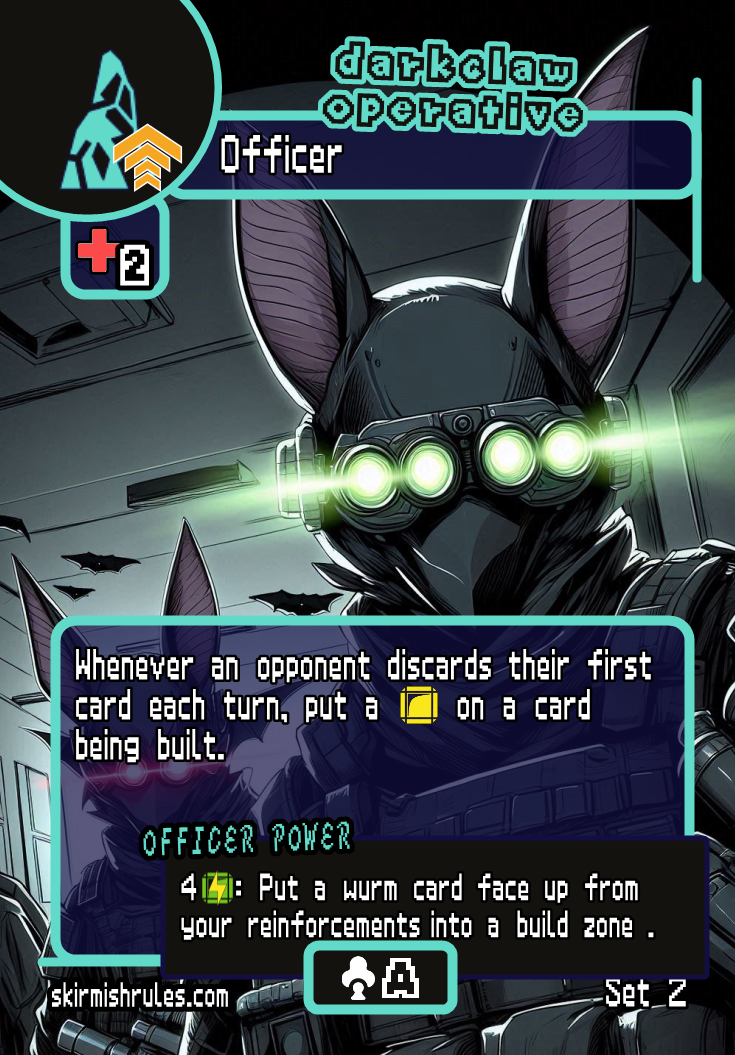 darkclaw
operative
Officer
2
Whenever an opponent discards their first
card each turn, put a on a card
being built.
OFFICER POWER
4 : Put a wurm card face up from
your reinforcements into a build zone .
A
skirmishrules.com
Set 2